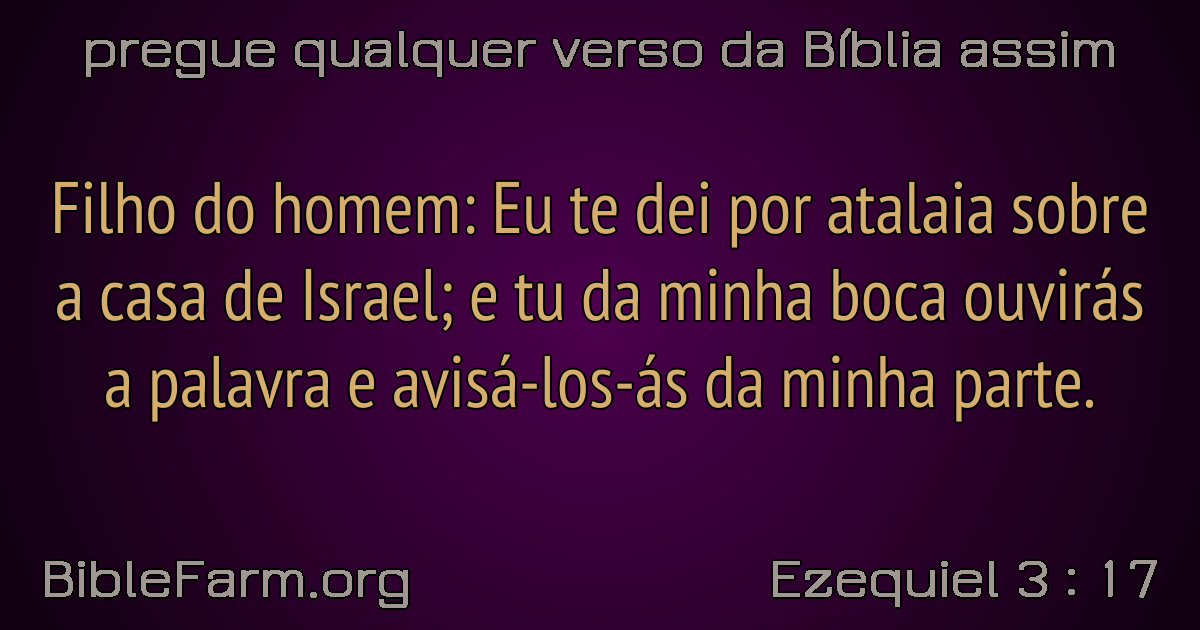 pregue qualquer verso da Bíblia assim
Filho do homem: Eu te dei por atalaia sobre
a casa de Israel; e tu da minha boca ouvirás
a palavra e avisá-los-ás da minha parte.
BibleFarm.org
Ezequiel 3 : 17